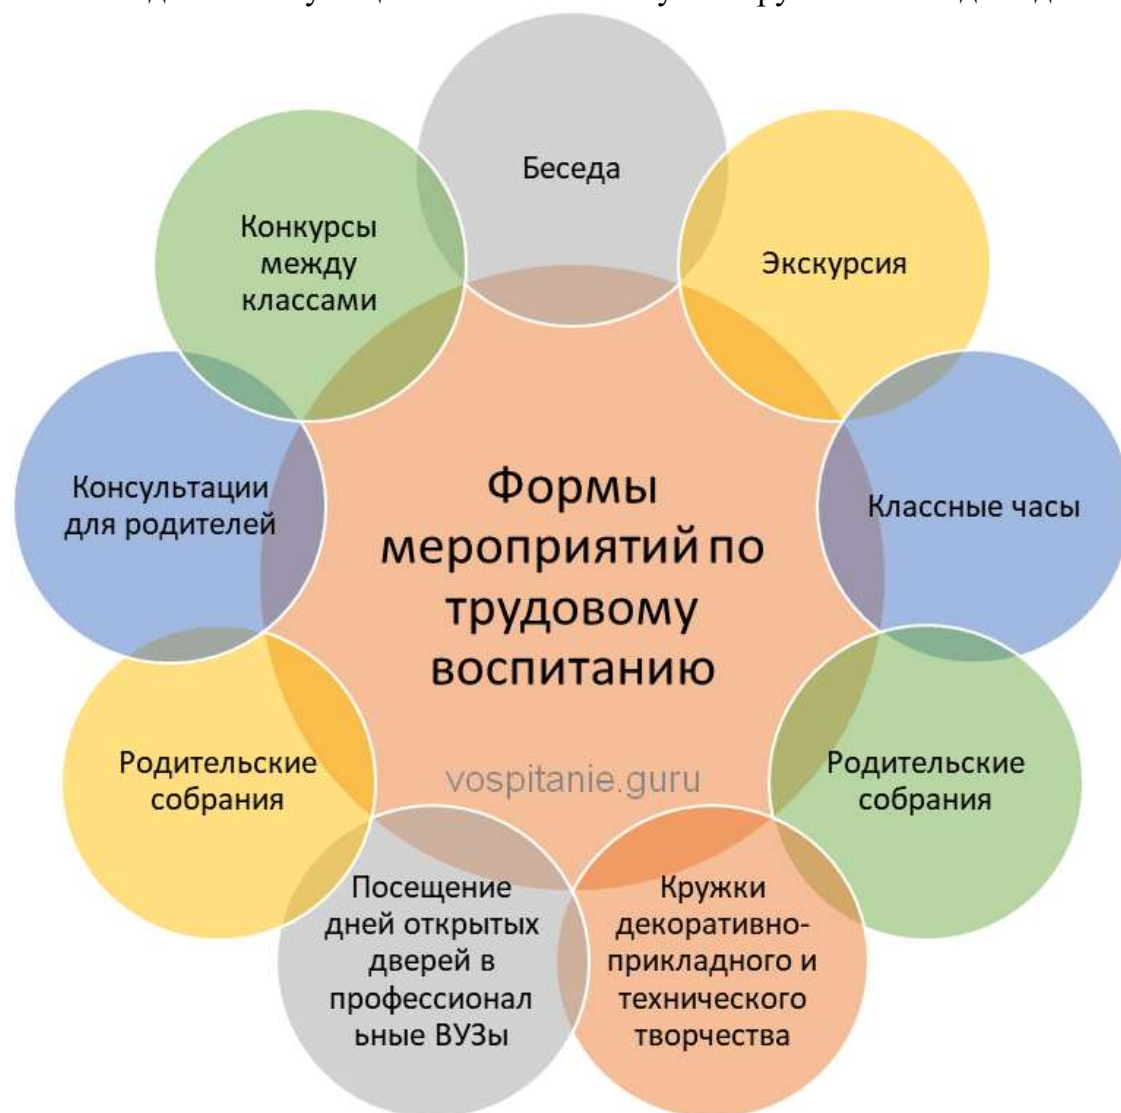 Беседа
Экскурсия
Классные часы
Родительские
собрания
Кружки
декоративно-
прикладного и
технического
творчества
Посещение
дней открытых
дверей в
профессионал
ьные ВУЗы
Родительские
собрания
Консультации
для родителей
Конкурсы
между
классами
Формы
мероприятий по
трудовому
воспитанию
vospitanie.guru